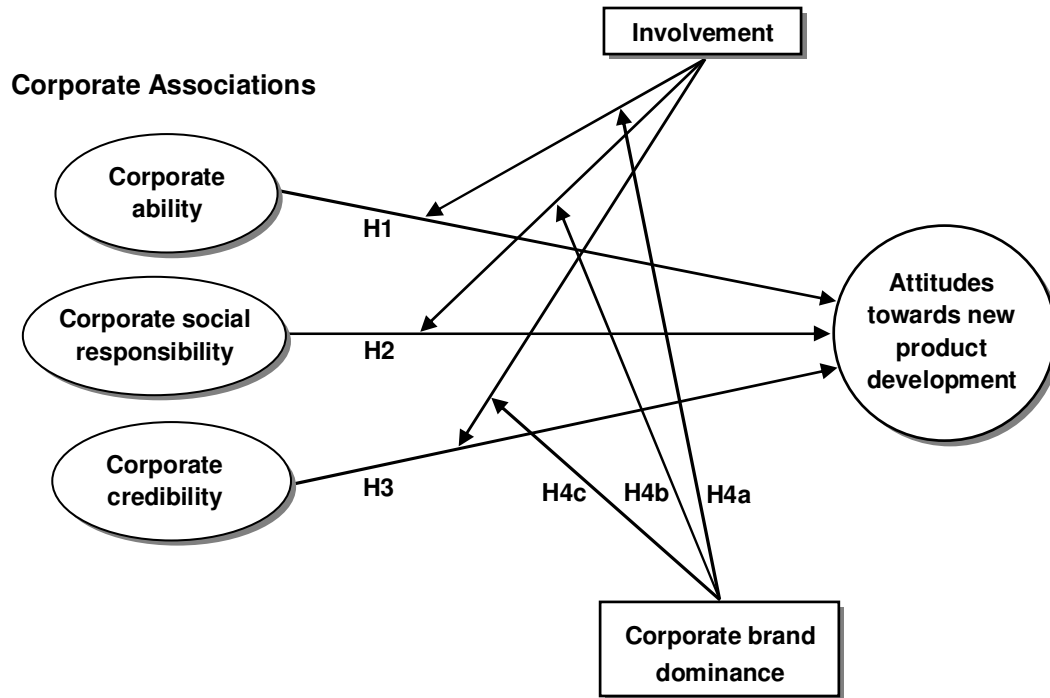 Involvement
Corporate Associations
Corporate
ability
H1
Corporate social
responsibility
H2
Attitudes
towards new
product
development
Corporate
credibility
H3
H4c
H4b
H4a
Corporate brand
dominance